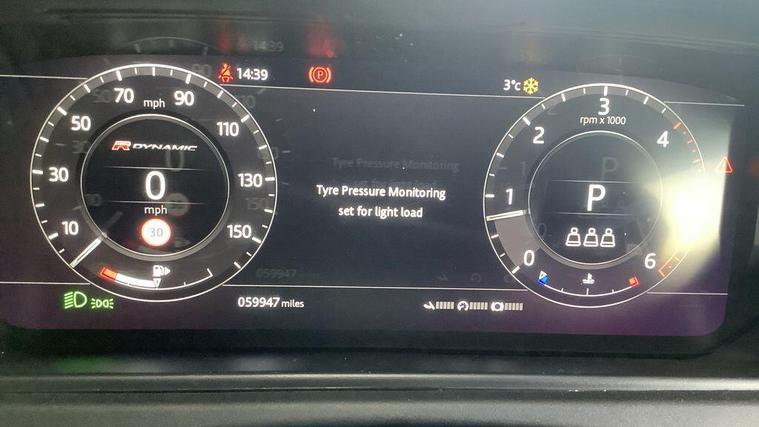 14:39
P
3°C
70 mph 90
50 110
30 130
10 150
R DYNAMIC
0
mph
30
Tyre Pressure Monitoring
set for light load
3
rpm x1000
2 4
1
0 6
P
059947 miles